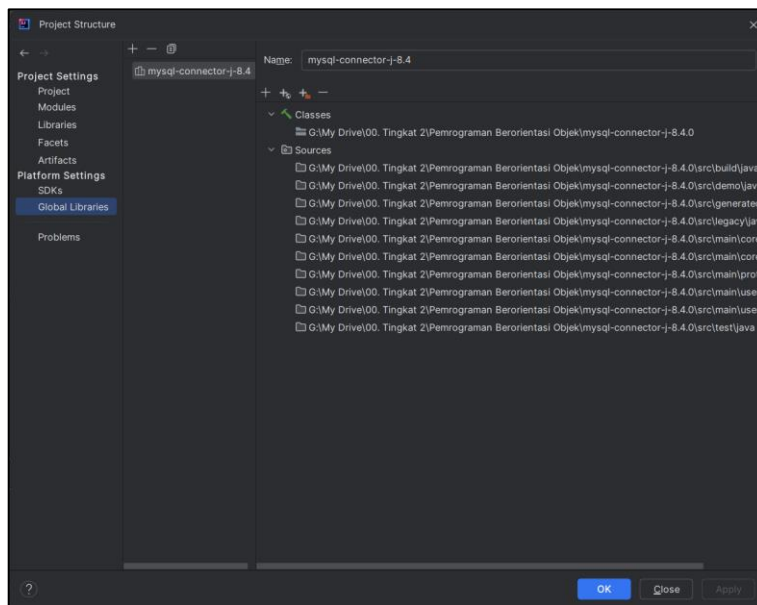 Project Structure
Project Settings
Project
Modules
Libraries
Facets
Artifacts
Platform Settings
SDKs
Global Libraries
Problems
mysql-connector-j-8.4
Name: mysql-connector-j-8.4
Classes
G:\My Drive\00. Tingkat 2\Pemrograman Berorientasi Objek\mysql-connector-j-8.4.0
Sources
G:\My Drive\00. Tingkat 2\Pemrograman Berorientasi Objek\mysql-connector-j-8.4.0\src\build\java
G:\My Drive\00. Tingkat 2\Pemrograman Berorientasi Objek\mysql-connector-j-8.4.0\src\demo\jav
G:\My Drive\00. Tingkat 2\Pemrograman Berorientasi Objek\mysql-connector-j-8.4.0\src\generated
G:\My Drive\00. Tingkat 2\Pemrograman Berorientasi Objek\mysql-connector-j-8.4.0\src\legacy\ja
G:\My Drive\00. Tingkat 2\Pemrograman Berorientasi Objek\mysql-connector-j-8.4.0\src\main\cor
G:\My Drive\00. Tingkat 2\Pemrograman Berorientasi Objek\mysql-connector-j-8.4.0\src\main\cor
G:\My Drive\00. Tingkat 2\Pemrograman Berorientasi Objek\mysql-connector-j-8.4.0\src\main\prot
G:\My Drive\00. Tingkat 2\Pemrograman Berorientasi Objek\mysql-connector-j-8.4.0\src\main\use
G:\My Drive\00. Tingkat 2\Pemrograman Berorientasi Objek\mysql-connector-j-8.4.0\src\main\use
G:\My Drive\00. Tingkat 2\Pemrograman Berorientasi Objek\mysql-connector-j-8.4.0\src\test\java
?
OK
Close
Apply